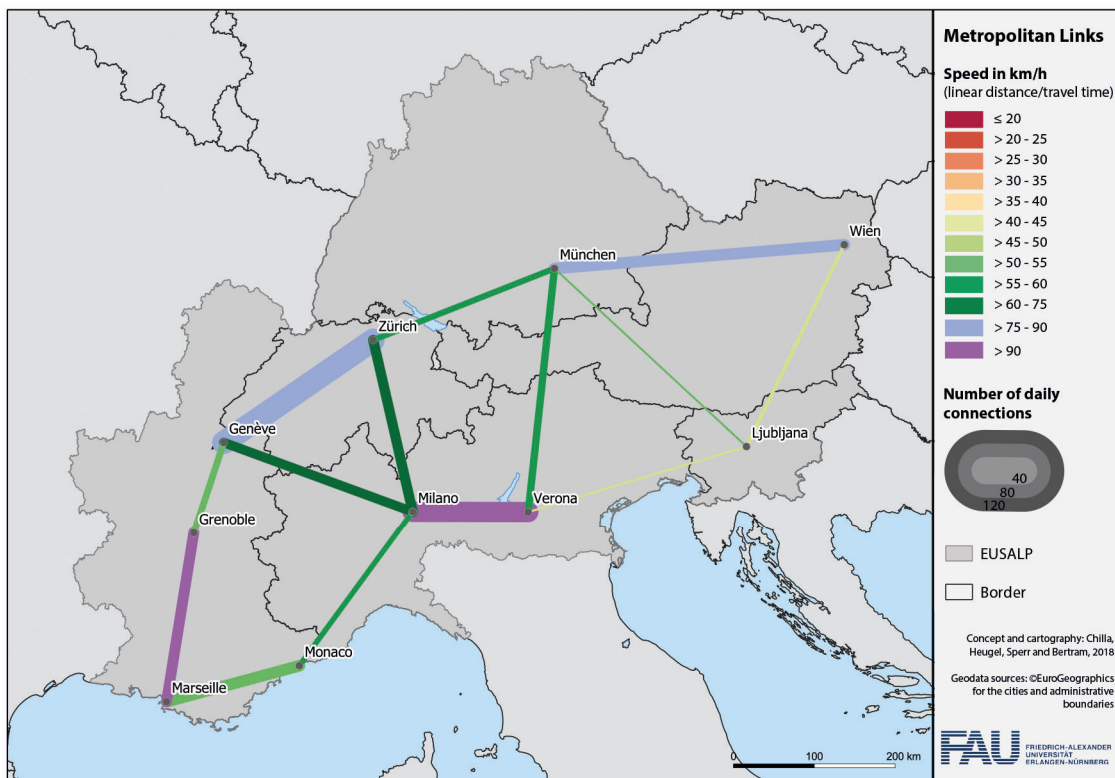 Wien
München
Zürich
Genève
Ljubljana
Milano
Verona
Grenoble
Monaco
Marseille
0 100 200 km
Metropolitan Links
Speed in km/h
(linear distance/travel time)
≤ 20
> 20 - 25
> 25 - 30
> 30 - 35
> 35 - 40
> 40 - 45
> 45 - 50
> 50 - 55
> 55 - 60
> 60 - 75
> 75 - 90
> 90
Number of daily
connections
40
80
120
EUSALP
Border
Concept and cartography: Chilla,
Heugel, Sperr and Bertram, 2018
Geodata sources: ©EuroGeographics
for the cities and administrative
boundaries
FAU
FRIEDRICH-ALEXANDER
UNIVERSITÄT
ERLANGEN-NÜRNBERG